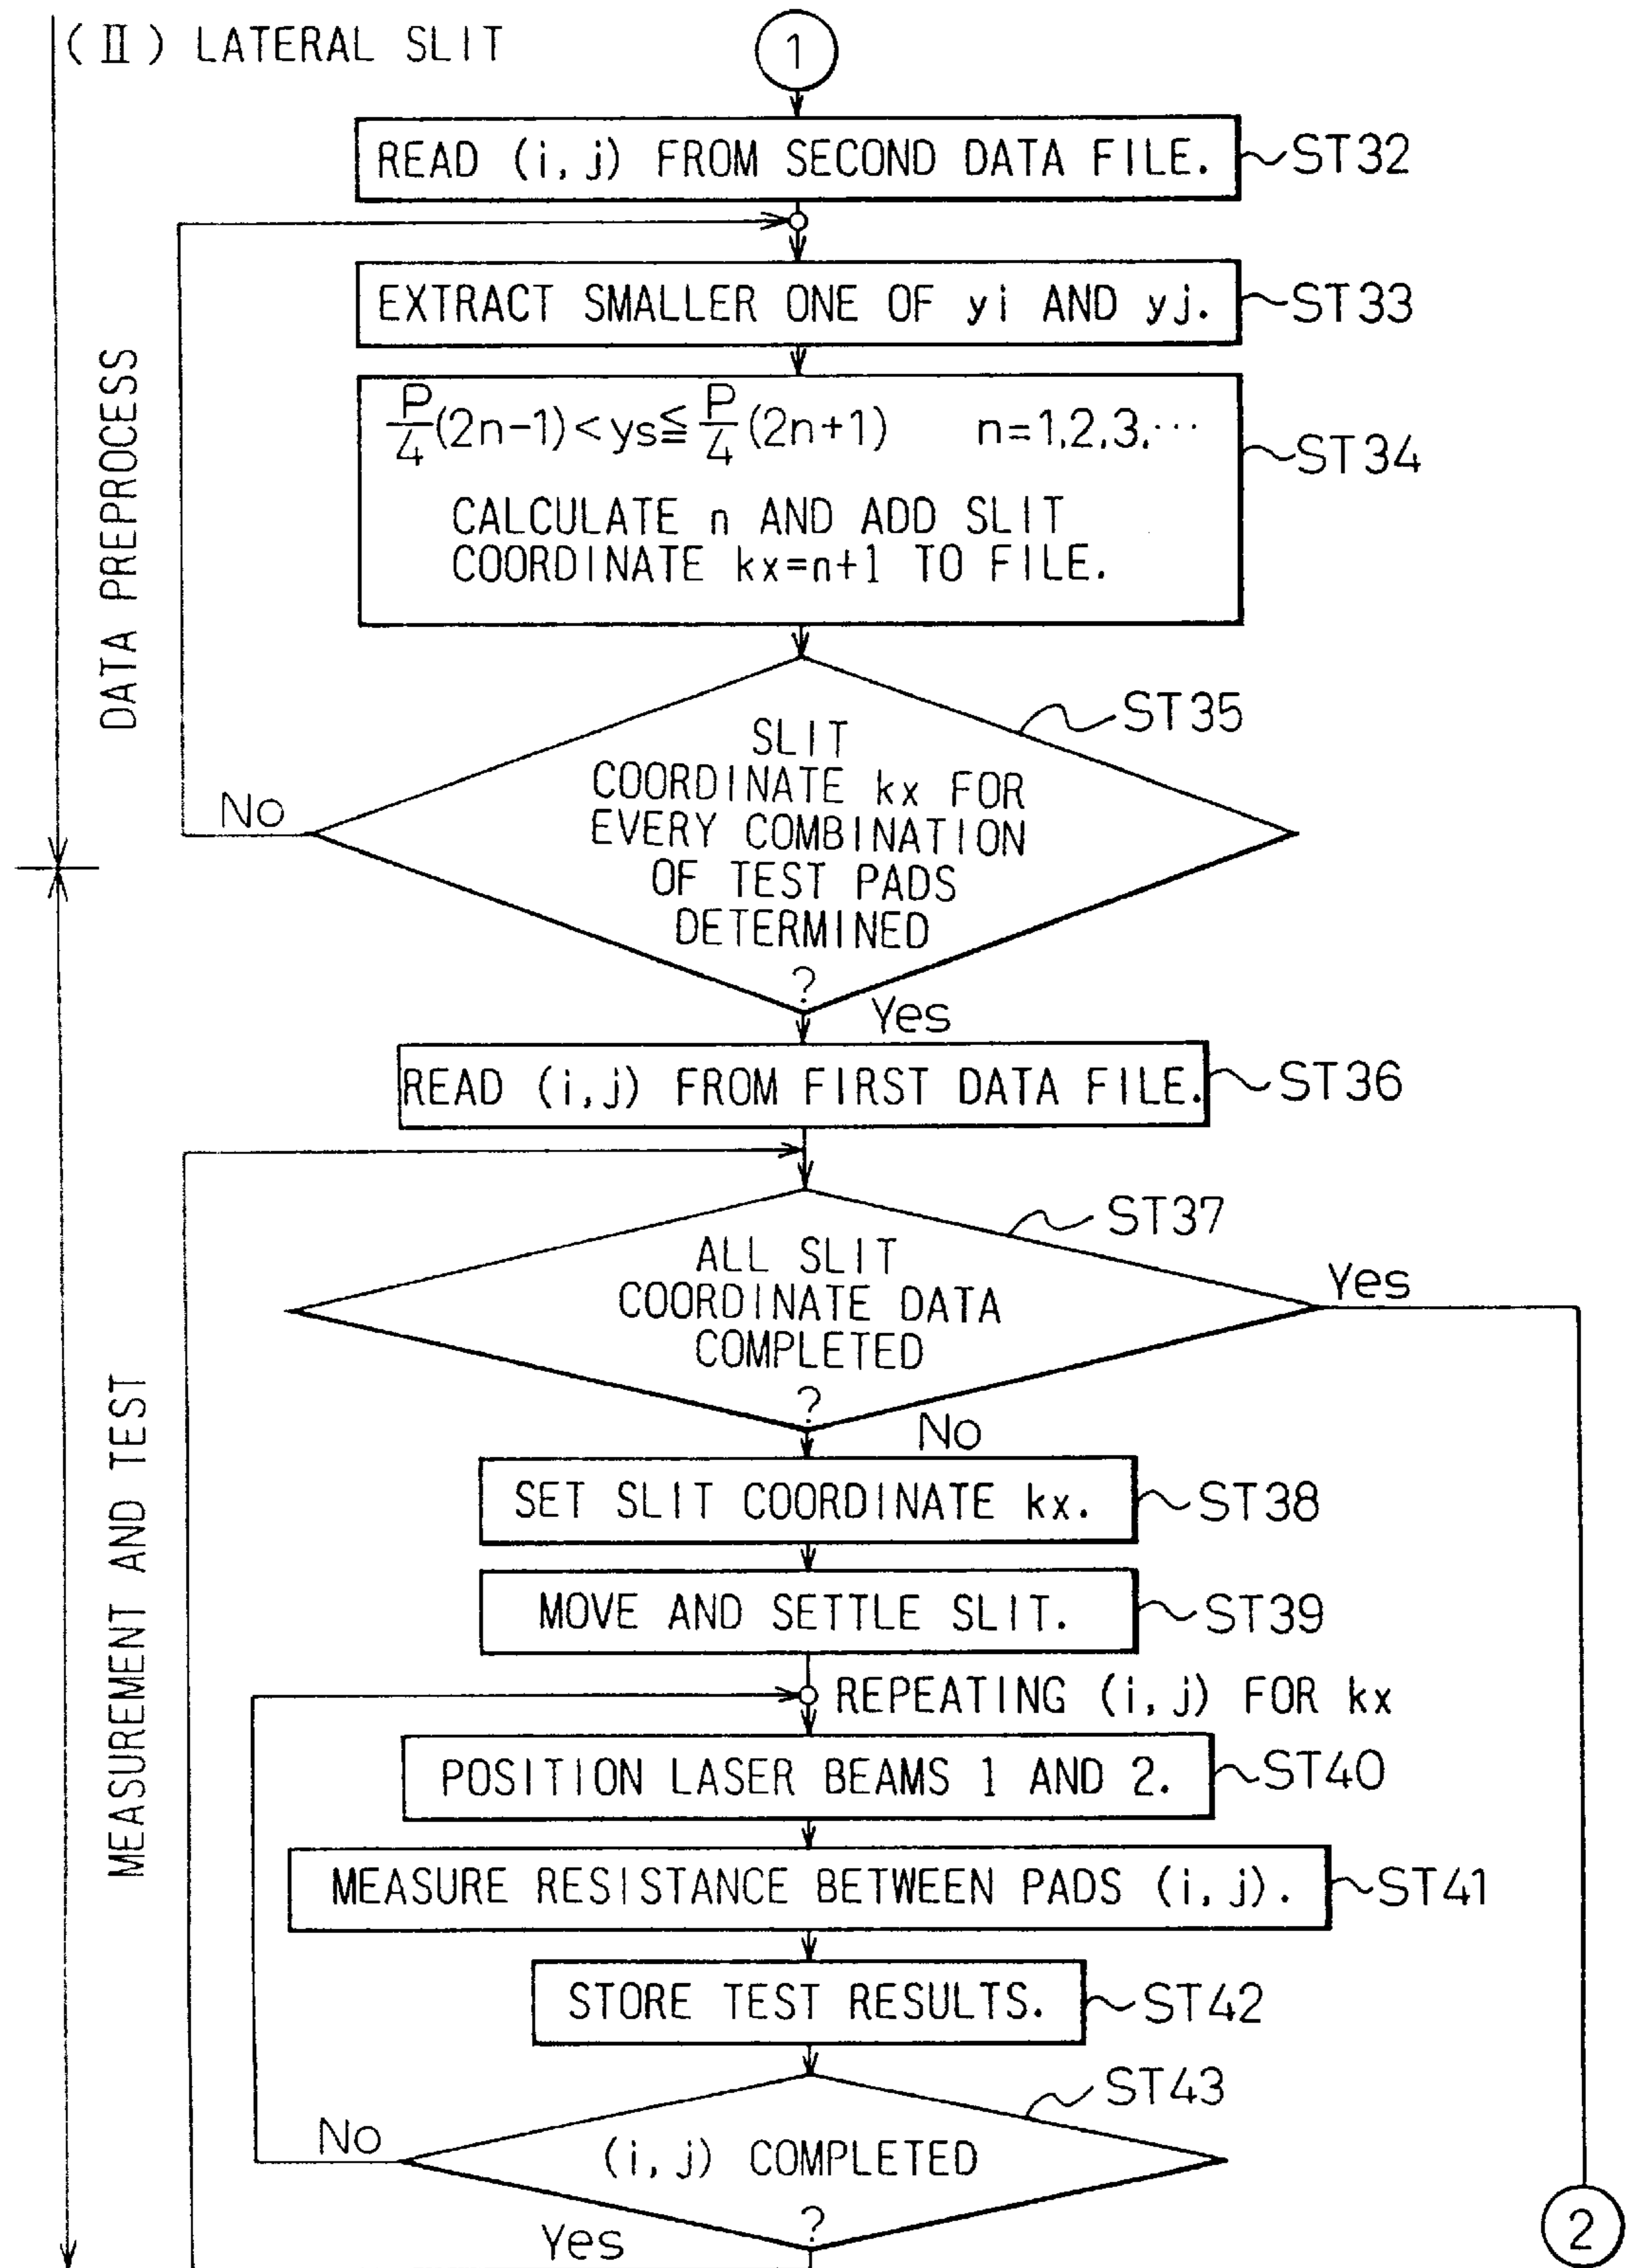 (II) LATERAL SLIT
1
READ (i,j) FROM SECOND DATA FILE.
ST32
EXTRACT SMALLER ONE OF yi AND yj.
ST33
P/4(2n-1)<ys≦P/4(2n+1) n=1,2,3,···
CALCULATE n AND ADD SLIT
COORDINATE kx=n+1 TO FILE.
ST34
DATA PREPROCESS
ST35
SLIT
COORDINATE kx FOR
EVERY COMBINATION
OF TEST PADS
DETERMINED
?
No
Yes
READ (i,j) FROM FIRST DATA FILE.
ST36
ST37
ALL SLIT
COORDINATE DATA
COMPLETED
?
Yes
No
SET SLIT COORDINATE kx.
ST38
MOVE AND SETTLE SLIT.
ST39
MEASUREMENT AND TEST
REPEATING (i,j) FOR kx
POSITION LASER BEAMS 1 AND 2.
ST40
MEASURE RESISTANCE BETWEEN PADS (i,j).
ST41
STORE TEST RESULTS.
ST42
ST43
(i,j) COMPLETED
?
No
Yes
2